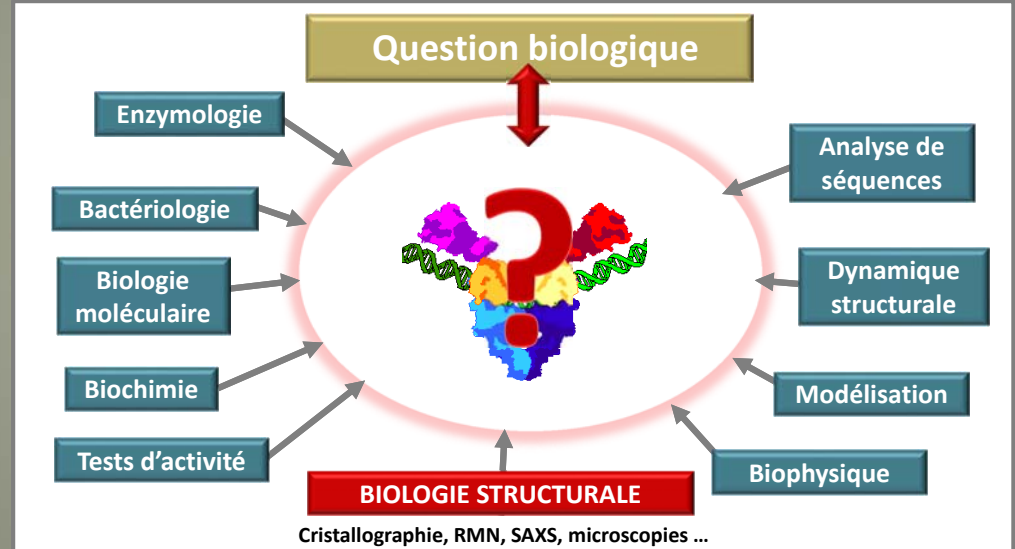 Question biologique
Enzymologie
Bactériologie
Biologie
moléculaire
Biochimie
Tests d’activité
Analyse de
séquences
Dynamique
structurale
Modélisation
Biophysique
?
BIOLOGIE STRUCTURALE
Cristallographie, RMN, SAXS, microscopies ...